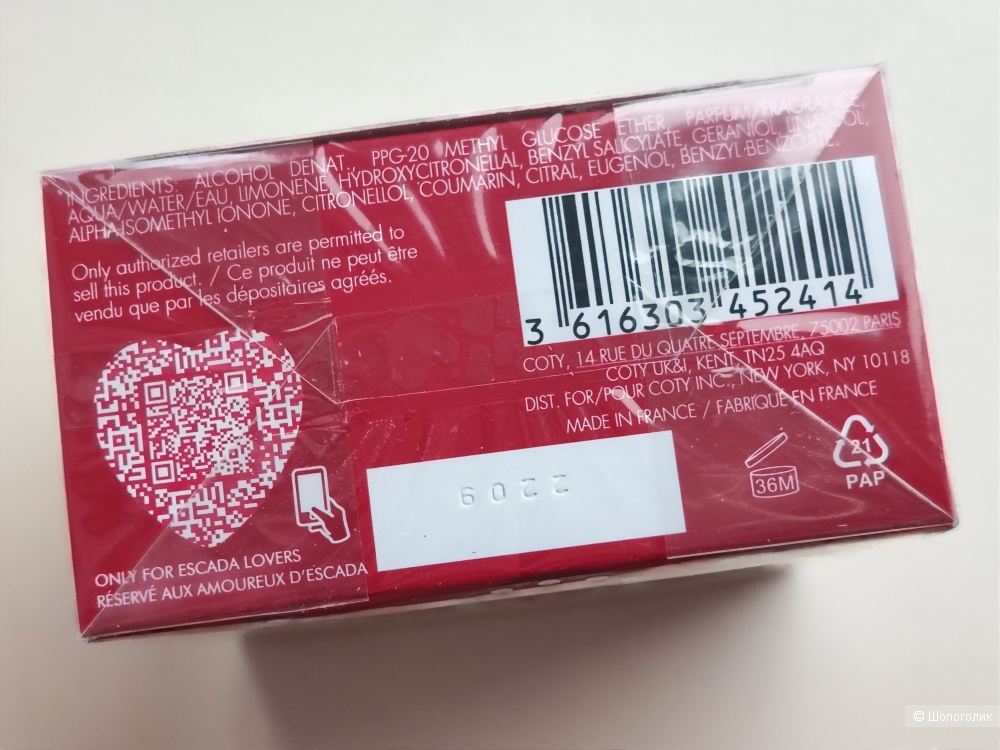 INGREDIENTS: ALCOHOL DENAT., PPG-20 METHYL GLUCOSE ETHER, PARFUM/FRAGRANCE,
AQUA/WATER/EAU, LIMONENE, HYDROXYCITRONELLAL, BENZYL SALICYLATE, GERANIOL, LINALOOL,
ALPHA-ISOMETHYL IONONE, CITRONELLOL, COUMARIN, CITRAL, EUGENOL, BENZYL BENZOATE.
Only authorized retailers are permitted to
sell this product. / Ce produit ne peut être
vendu que par les dépositaires agréés.
3 616303 452414
COTY, 14 RUE DU QUATRE SEPTEMBRE, 75002 PARIS
COTY UK&I, KENT, TN25 4AQ
DIST. FOR/POUR COTY INC., NEW YORK, NY 10118
MADE IN FRANCE / FABRIQUÉ EN FRANCE
36M
21
PAP
2209
ONLY FOR ESCADA LOVERS
RÉSERVÉ AUX AMOUREUX D'ESCADA
© Шопоголик